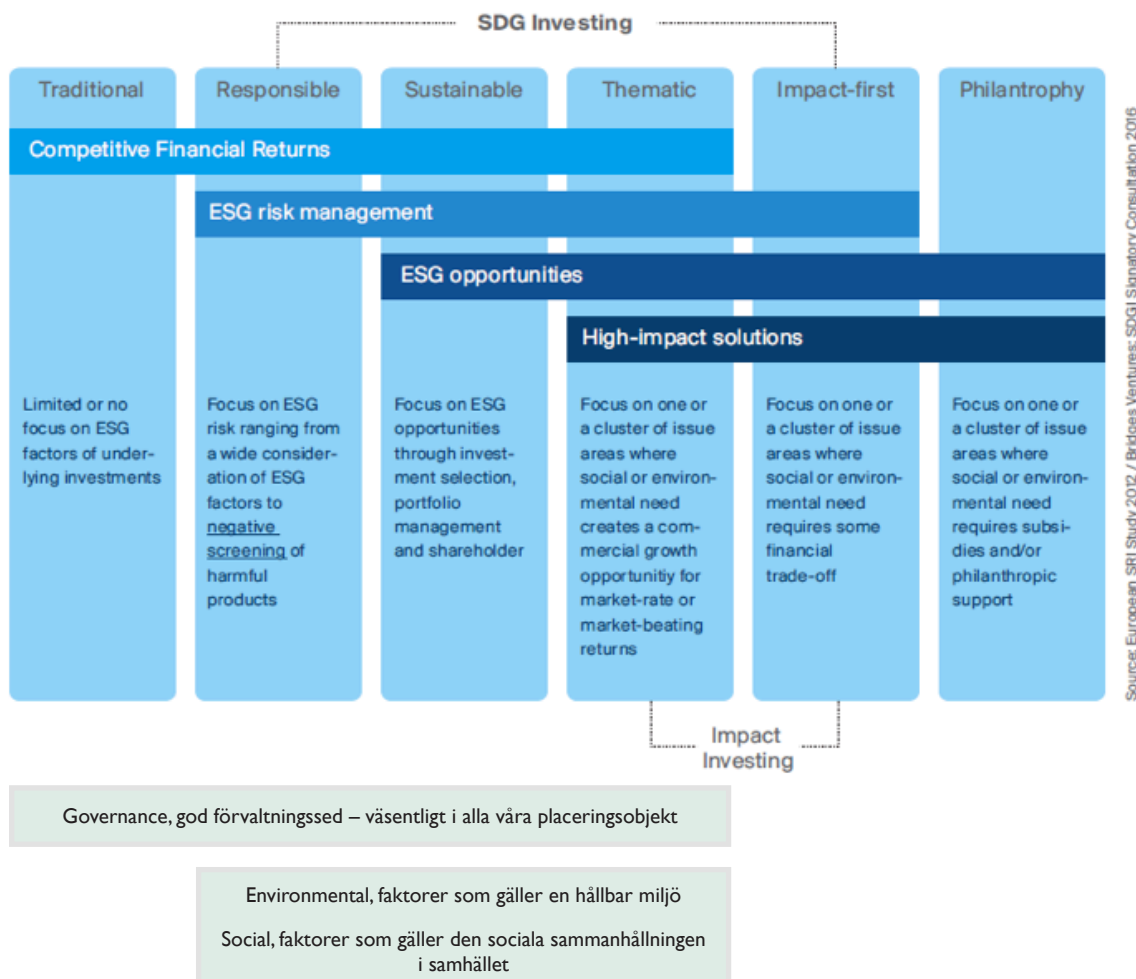 SDG Investing
Traditional
Responsible
Sustainable
Thematic
Impact-first
Philantrophy
Competitive Financial Returns
ESG risk management
ESG opportunities
High-impact solutions
Limited or no
focus on ESG
factors of under-
lying investments
Focus on ESG
risk ranging from
a wide consider-
ation of ESG
factors to
negative
screening of
harmful
products
Focus on ESG
opportunities
through invest-
ment selection,
portfolio
management
and shareholder
Focus on one or
a cluster of issue
areas where
social or environ-
mental need
creates a com-
mercial growth
opportunitiy for
market-rate or
market-beating
returns
Focus on one or
a cluster of issue
areas where
social or environ-
mental need
requires some
financial
trade-off
Focus on one or
a cluster of issue
areas where
social or environ-
mental need
requires subsi-
dies and/or
philanthropic
support
Impact
Investing
Source: European SRI Study 2012 / Bridges Ventures; SDGI Signatory Consultation 2016
Governance, god förvaltningssed – väsentligt i alla våra placeringsobjekt
Environmental, faktorer som gäller en hållbar miljö
Social, faktorer som gäller den sociala sammanhållningen
i samhället